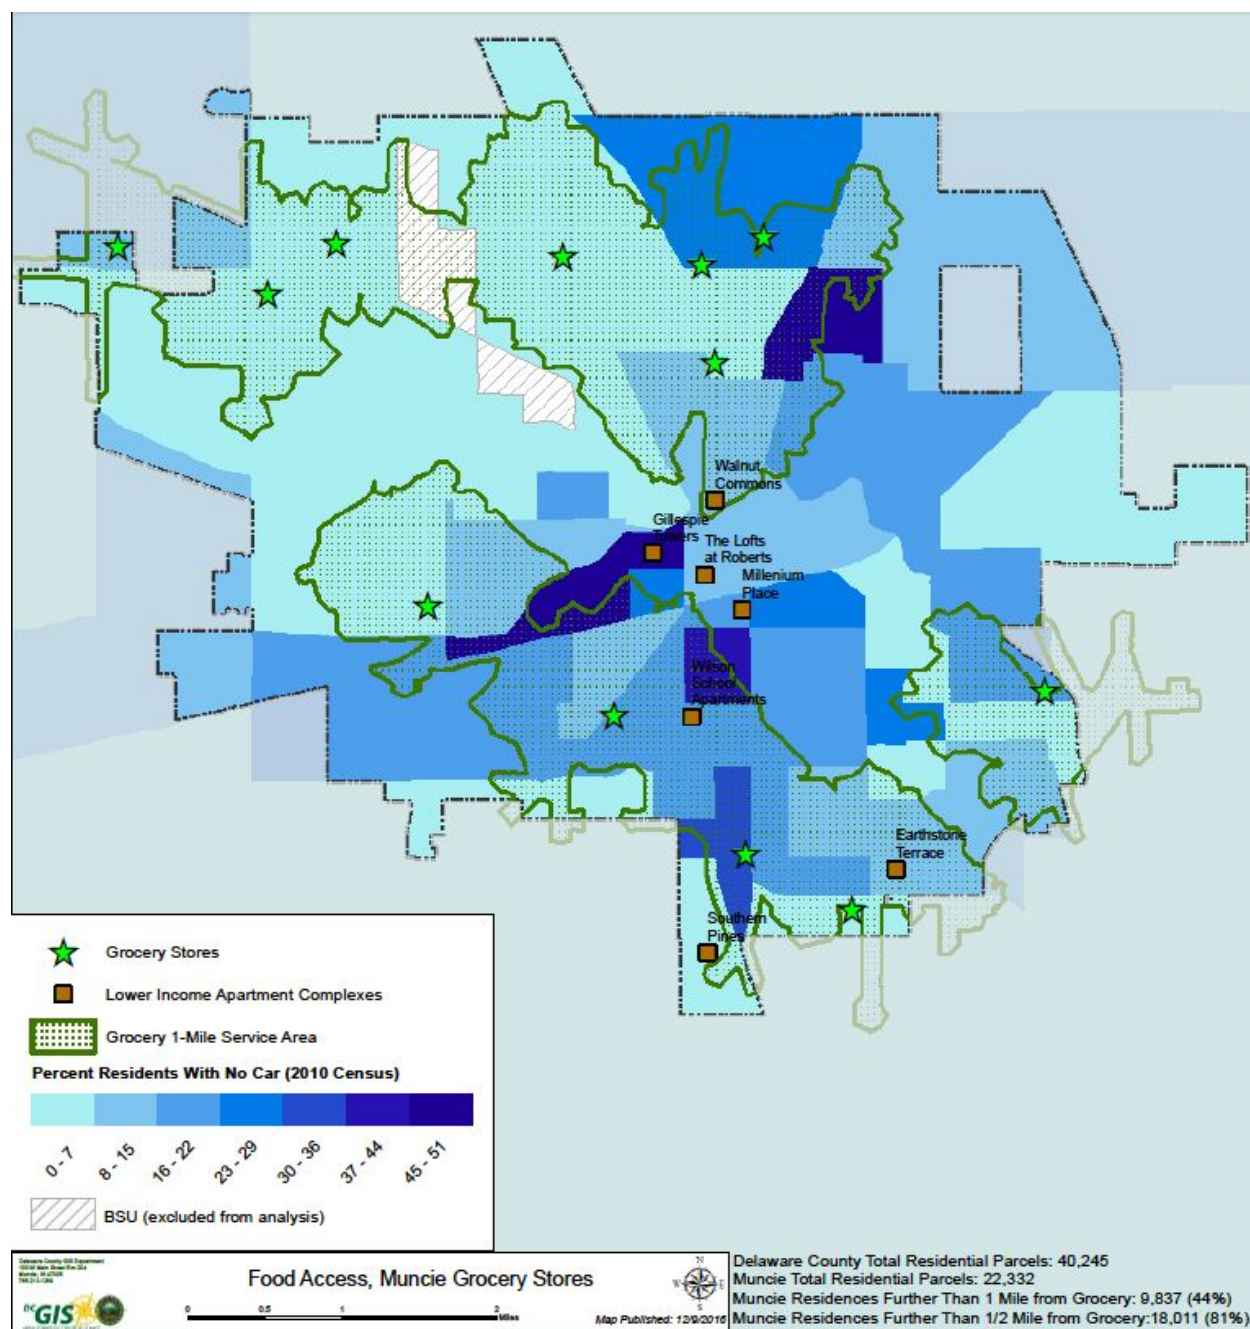 Walnut
Commons
Gillespie
Towers
The Lofts
at Roberts
Millenium
Place
Wilson
School
Apartments
Earthstone
Terrace
Southern
Pines
Grocery Stores
Lower Income Apartment Complexes
Grocery 1-Mile Service Area
Percent Residents With No Car (2010 Census)
0 - 7
8 - 15
16 - 22
23 - 29
30 - 36
37 - 44
45 - 51
BSU (excluded from analysis)
Delaware County GIS Department
DC GIS
Food Access, Muncie Grocery Stores
0 0.5 1 2
Miles
N
W E
S
Map Published: 12/9/2016
Delaware County Total Residential Parcels: 40,245
Muncie Total Residential Parcels: 22,332
Muncie Residences Further Than 1 Mile from Grocery: 9,837 (44%)
Muncie Residences Further Than 1/2 Mile from Grocery:18,011 (81%)